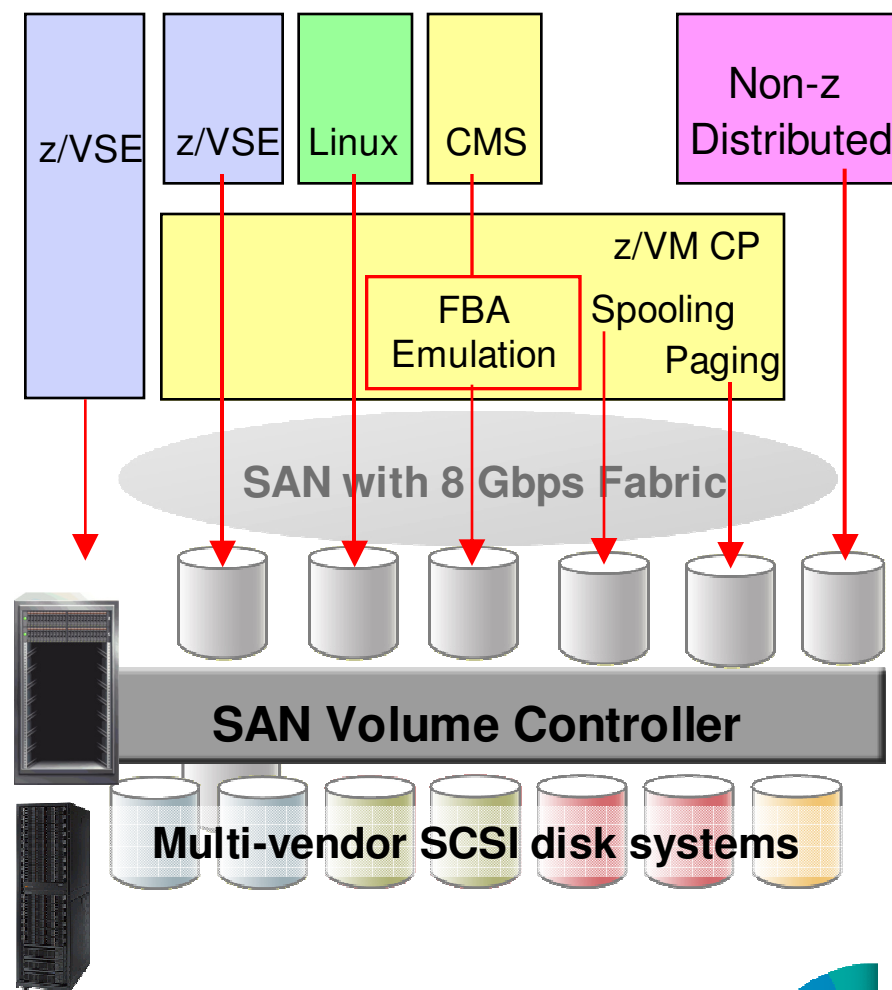 z/VSE
z/VSE
Linux
CMS
Non-z
Distributed
z/VM CP
FBA
Emulation
Spooling
Paging
SAN with 8 Gbps Fabric
SAN Volume Controller
Multi-vendor SCSI disk systems